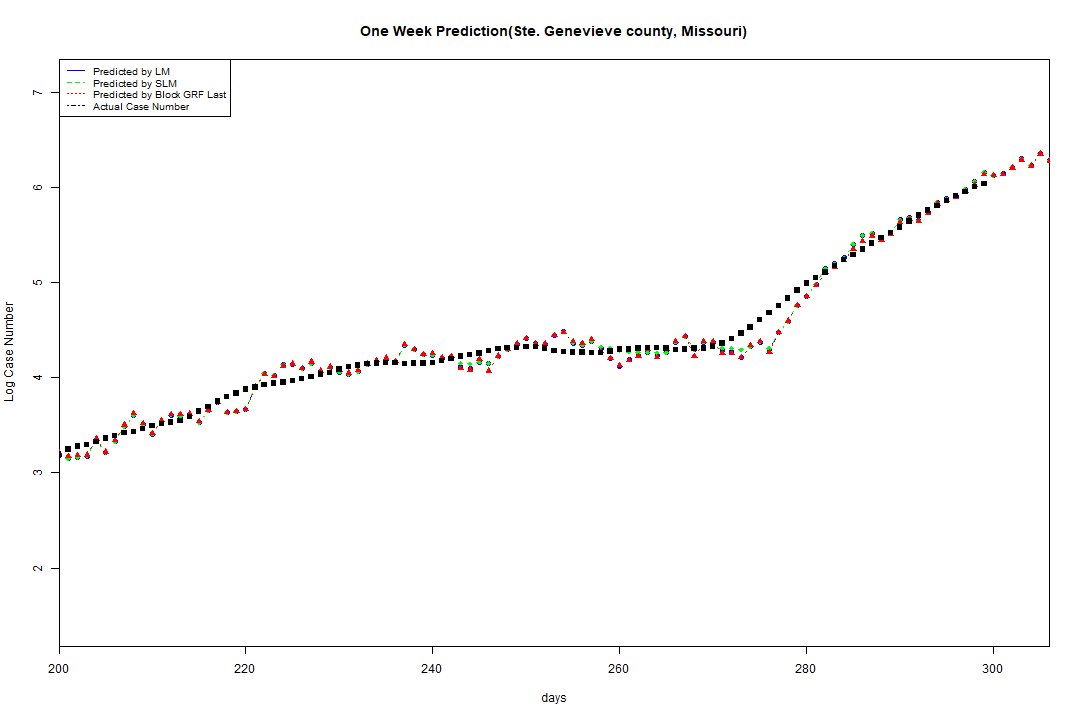 One Week Prediction(Ste. Genevieve county, Missouri)
Predicted by LM
Predicted by SLM
Predicted by Block GRF Last
Actual Case Number
7
6
5
4
3
2
Log Case Number
200 220 240 260 280 300
days